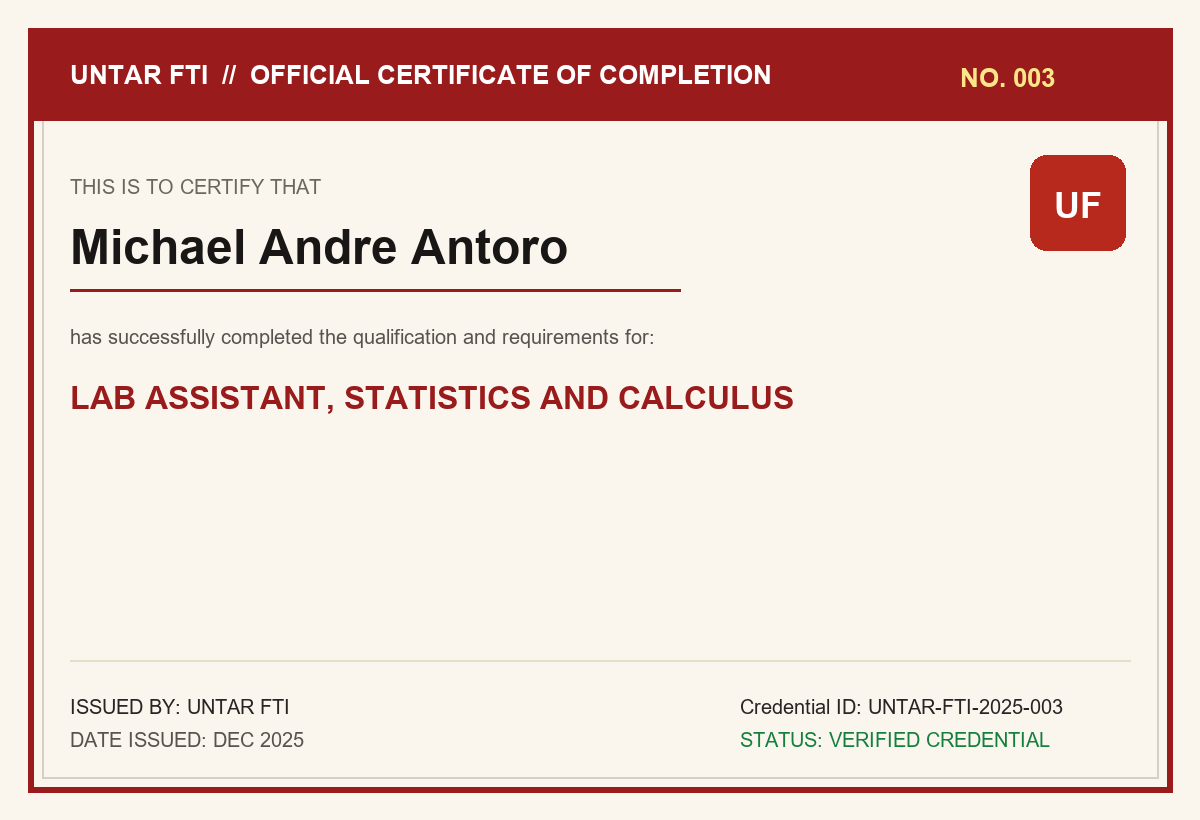 UNTAR FTI // OFFICIAL CERTIFICATE OF COMPLETION
NO. 003
UF
THIS IS TO CERTIFY THAT
Michael Andre Antoro
has successfully completed the qualification and requirements for:
LAB ASSISTANT, STATISTICS AND CALCULUS
ISSUED BY: UNTAR FTI
DATE ISSUED: DEC 2025
Credential ID: UNTAR-FTI-2025-003
STATUS: VERIFIED CREDENTIAL